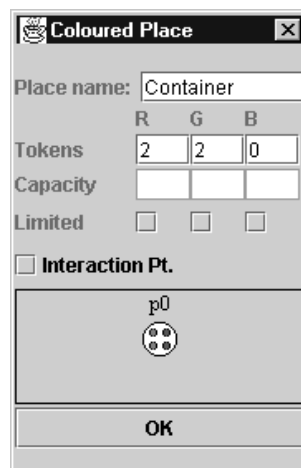 Coloured Place
Place name: Container
R G B
Tokens 2 2 0
Capacity
Limited
Interaction Pt.
p0
OK